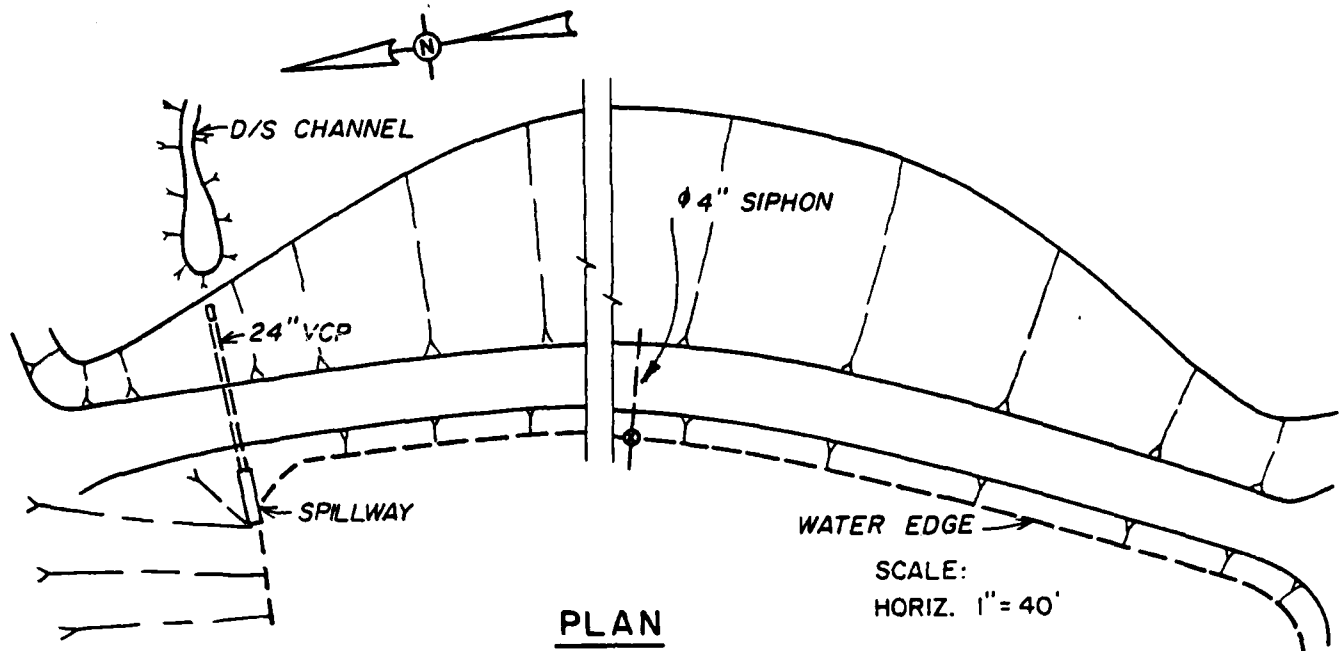 N
D/S CHANNEL
ϕ 4" SIPHON
24" VCP
SPILLWAY
WATER EDGE
SCALE:
HORIZ. 1" = 40'
PLAN